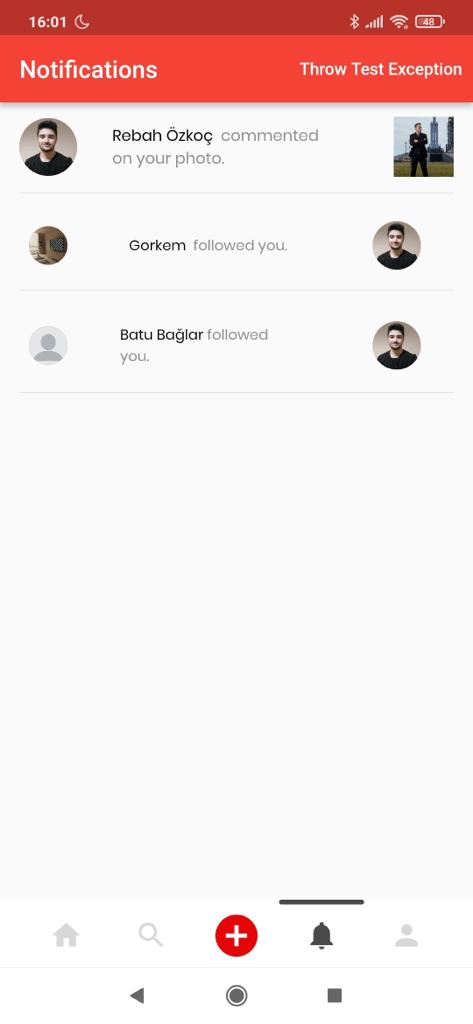 16:01 48
Notifications Throw Test Exception
Rebah Özkoç commented
on your photo.
Gorkem followed you.
Batu Bağlar followed
you.